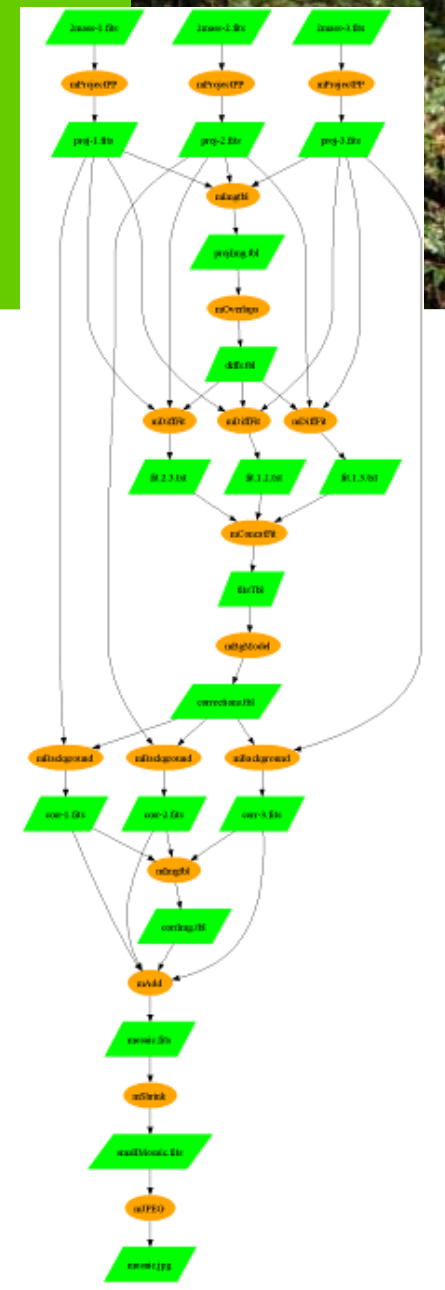 2mass-1.fits 2mass-2.fits 2mass-3.fits
mProjectPP mProjectPP mProjectPP
proj-1.fits proj-2.fits proj-3.fits
mImgtbl
projImg.tbl
mOverlaps
diffs.tbl
mDiffFit mDiffFit mDiffFit
fit.2.3.txt fit.1.2.txt fit.1.3.txt
mConcatFit
fits.tbl
mBgModel
corrections.tbl
mBackground mBackground mBackground
corr-1.fits corr-2.fits corr-3.fits
mImgtbl
corrImg.tbl
mAdd
mosaic.fits
mShrink
smallMosaic.fits
mJPEG
mosaic.jpg